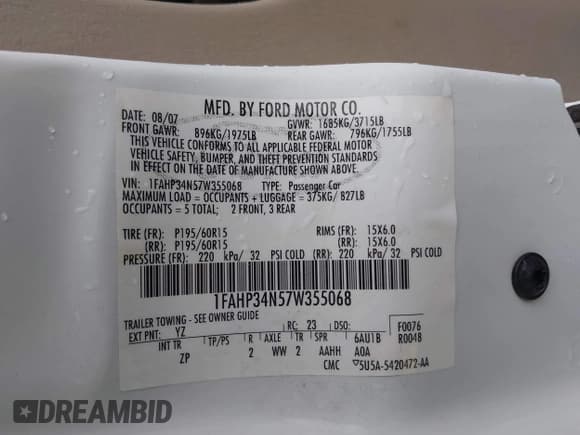 MFD. BY FORD MOTOR CO.
DATE: 08/07 GVWR: 1685KG/3715LB
FRONT GAWR: 896KG/1975LB REAR GAWR: 796KG/1755LB
THIS VEHICLE CONFORMS TO ALL APPLICABLE FEDERAL MOTOR
VEHICLE SAFETY, BUMPER, AND THEFT PREVENTION STANDARDS
IN EFFECT ON THE DATE OF MANUFACTURE SHOWN ABOVE.
VIN: 1FAHP34N57W355068 TYPE: Passenger Car
MAXIMUM LOAD = OCCUPANTS + LUGGAGE = 375KG/ 827LB
OCCUPANTS = 5 TOTAL; 2 FRONT, 3 REAR
TIRE (FR): P195/60R15 RIMS (FR): 15X6.0
(RR): P195/60R15 (RR): 15X6.0
PRESSURE (FR): 220 kPa/ 32 PSI COLD (RR): 220 kPa/ 32 PSI COLD
1FAHP34N57W355068
TRAILER TOWING - SEE OWNER GUIDE
EXT PNT: YZ RC: 23 DSO: F0076
INT TR TP/PS R AXLE TR SPR 6AU1B R0048
ZP 2 WW 2 AAHH A0A
CMC ▽5U5A-5420472-AA
DREAMBID